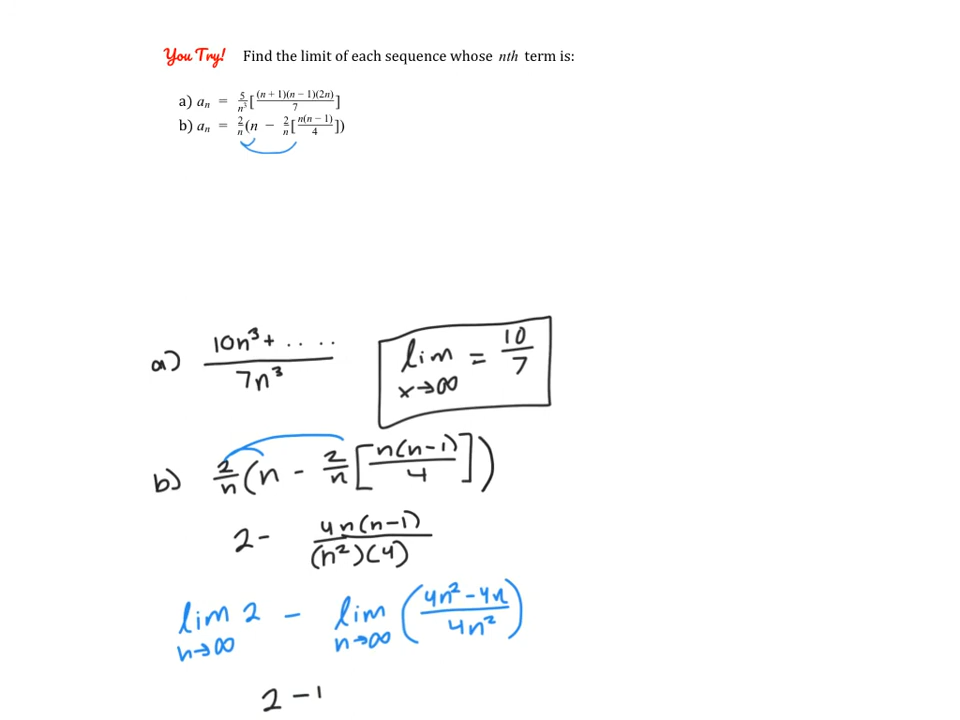 You Try! Find the limit of each sequence whose nth term is:
a) aₙ = 5/n³[(n + 1)(n − 1)(2n)/7]
b) aₙ = 2/n(n − 2/n[n(n − 1)/4])
a) (10n³ + ....)/(7n³) lim x→∞ = 10/7
b) 2/n(n - 2/n[n(n-1)/4])
2 - 4n(n-1)/((n²)(4))
lim n→∞ 2 - lim n→∞ ((4n² - 4n)/(4n²))
2 - 1